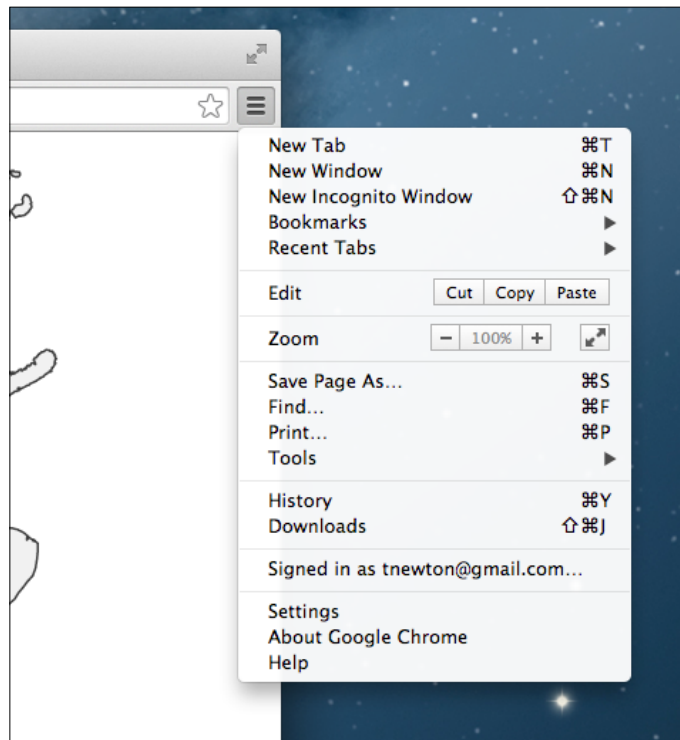 New Tab ⌘T
New Window ⌘N
New Incognito Window ⇧⌘N
Bookmarks ▶
Recent Tabs ▶
Edit Cut Copy Paste
Zoom − 100% +
Save Page As... ⌘S
Find... ⌘F
Print... ⌘P
Tools ▶
History ⌘Y
Downloads ⇧⌘J
Signed in as tnewton@gmail.com...
Settings
About Google Chrome
Help